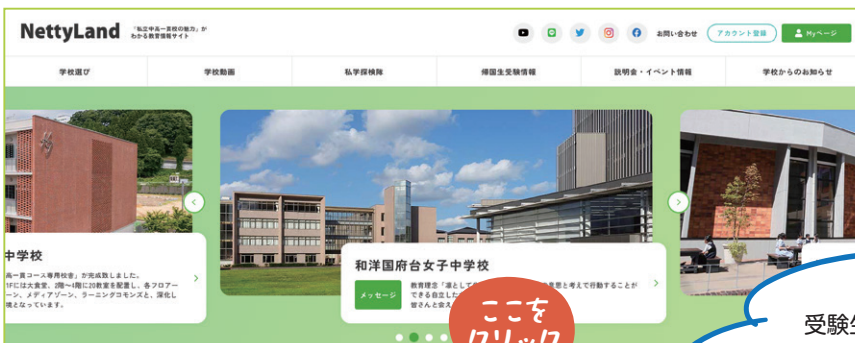 NettyLand
「私立中高一貫校の魅力」が
わかる教育情報サイト
お問い合わせ
アカウント登録
Myページ
学校選び
学校動画
私学探検隊
帰国生受験情報
説明会・イベント情報
学校からのお知らせ
中学校
高一貫コース専用校舎」が完成致しました。
1Fには大食堂、2階〜4階に20教室を配置し、各フロアー
ーン、メディアゾーン、ラーニングコモンズと、深化し
境となっています。
和洋国府台女子中学校
メッセージ
教育理念「凛として
意思と考えで行動することが
できる自立した
皆さんと会え
ここを
クリック
受験生